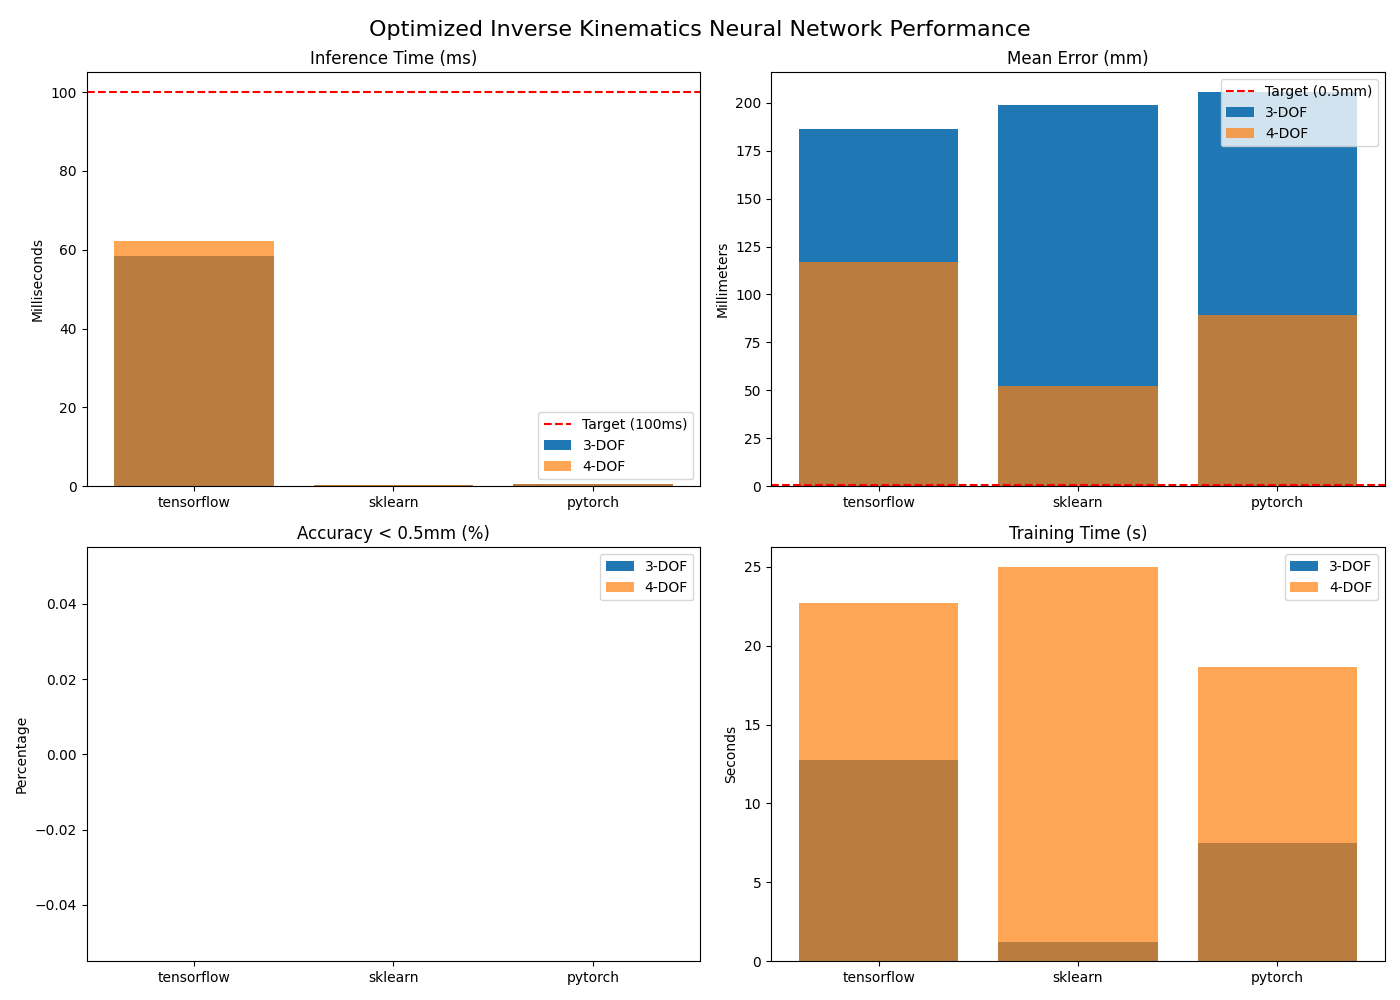 Optimized Inverse Kinematics Neural Network Performance
Inference Time (ms)
Milliseconds
100
80
60
40
20
0
Target (100ms)
3-DOF
4-DOF
tensorflow
sklearn
pytorch
Mean Error (mm)
Millimeters
200
175
150
125
100
75
50
25
0
Target (0.5mm)
3-DOF
4-DOF
tensorflow
sklearn
pytorch
Accuracy < 0.5mm (%)
Percentage
0.04
0.02
0.00
−0.02
−0.04
3-DOF
4-DOF
tensorflow
sklearn
pytorch
Training Time (s)
Seconds
25
20
15
10
5
0
3-DOF
4-DOF
tensorflow
sklearn
pytorch